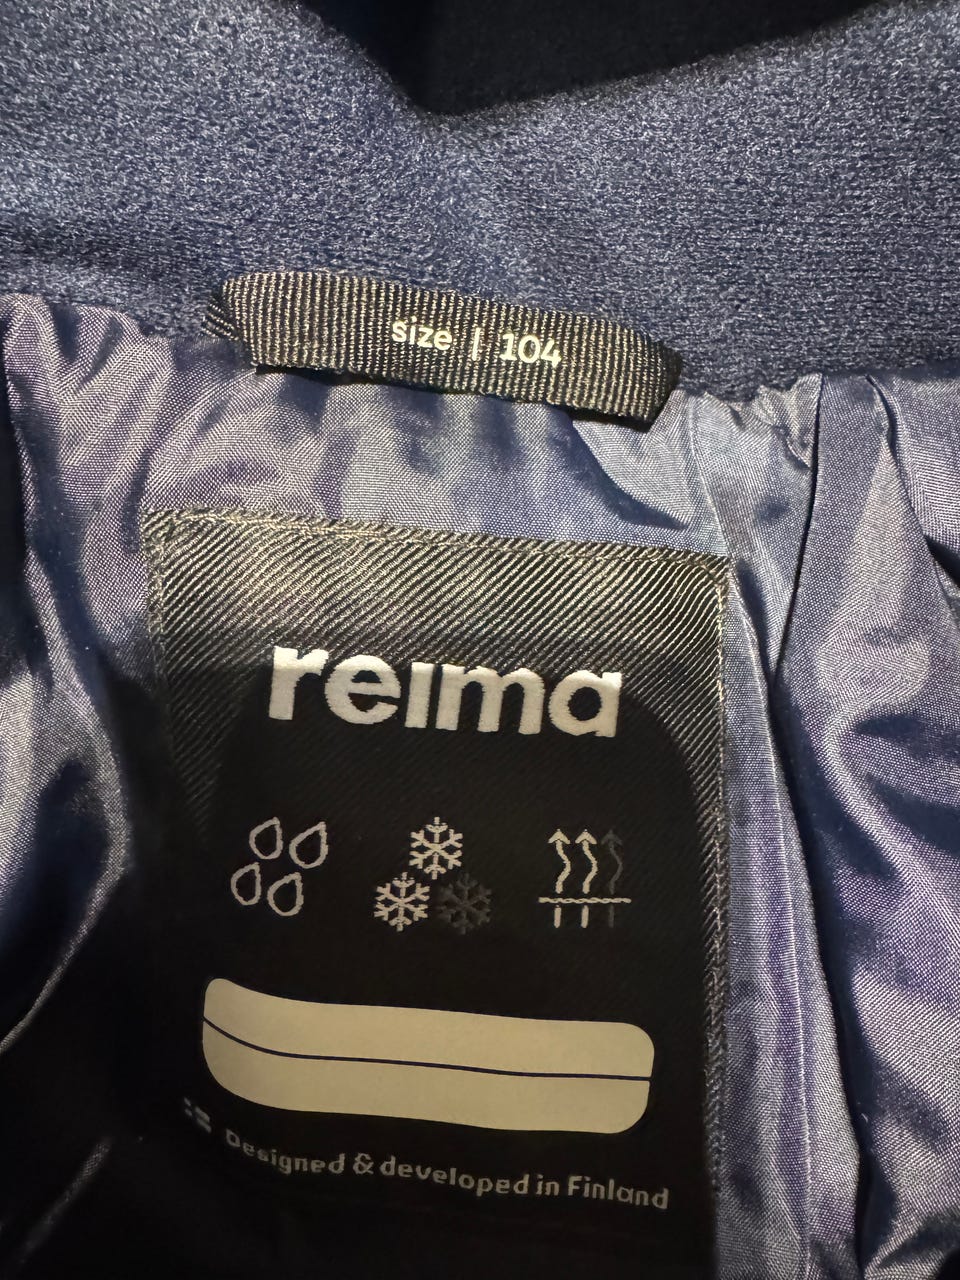 size | 104
reima
Designed & developed in Finland